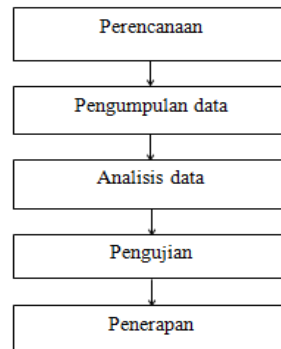 Perencanaan
Pengumpulan data
Analisis data
Pengujian
Penerapan